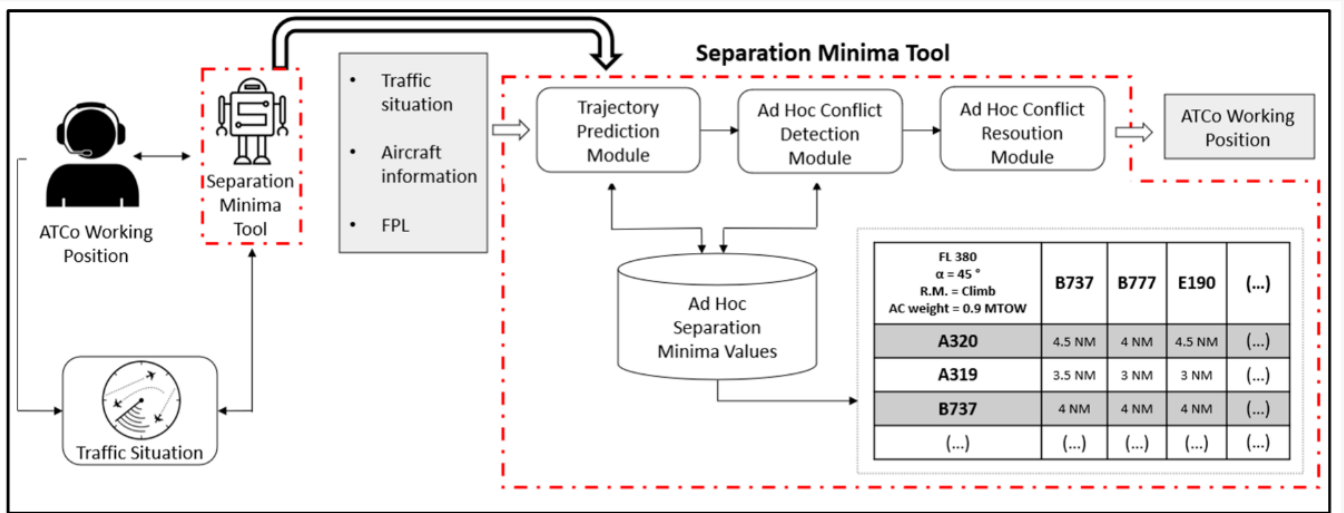 Separation Minima Tool
ATCo Working
Position
Separation
Minima
Tool
Traffic Situation
• Traffic
situation
• Aircraft
information
• FPL
Trajectory
Prediction
Module
Ad Hoc Conflict
Detection
Module
Ad Hoc Conflict
Resoution
Module
ATCo Working
Position
Ad Hoc
Separation
Minima Values
FL 380
α = 45 °
R.M. = Climb
AC weight = 0.9 MTOW
B737 B777 E190 (...)
A320 4.5 NM 4 NM 4.5 NM (...)
A319 3.5 NM 3 NM 3 NM (...)
B737 4 NM 4 NM 4 NM (...)
(...) (...) (...) (...) (...)